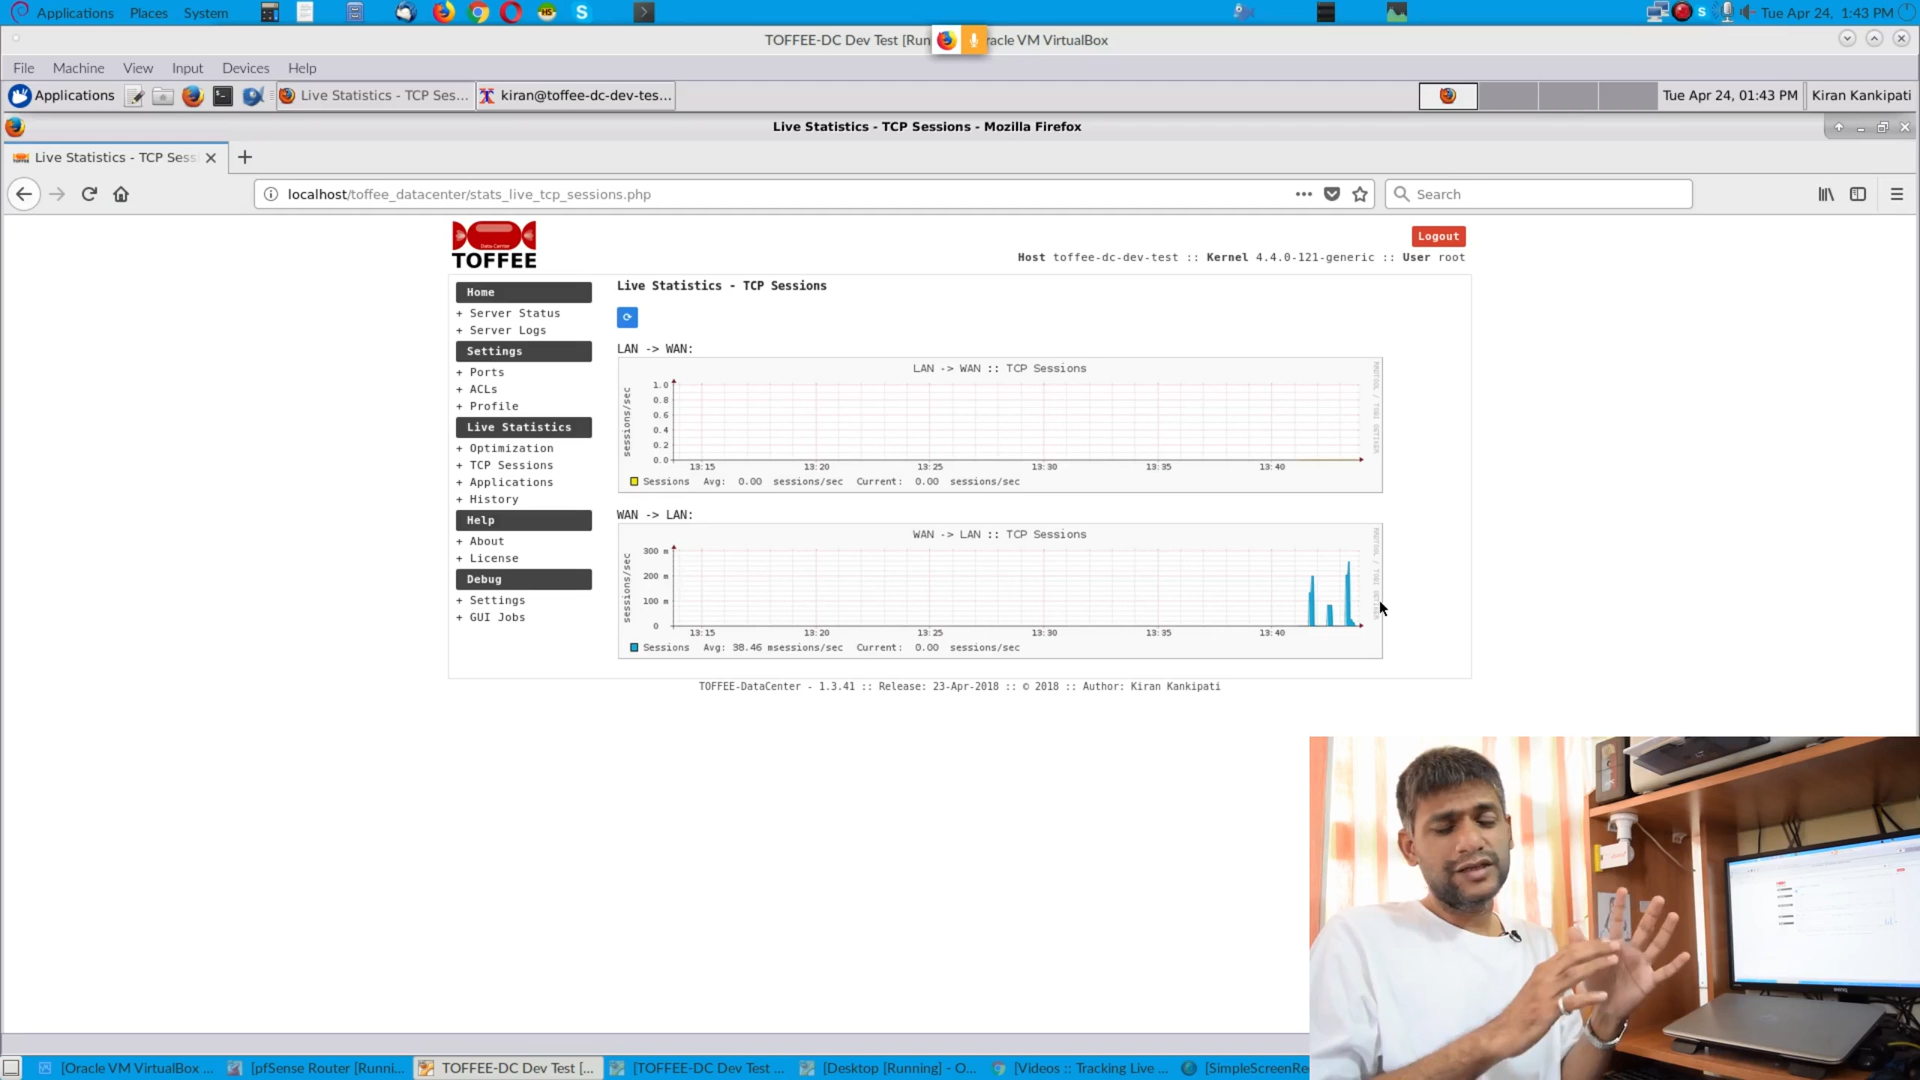 Applications Places System
Tue Apr 24, 1:43 PM
TOFFEE-DC Dev Test [Run
racle VM VirtualBox
File Machine View Input Devices Help
Applications
Live Statistics - TCP Ses...
kiran@toffee-dc-dev-tes...
Tue Apr 24, 01:43 PM
Kiran Kankipati
Live Statistics - TCP Sessions - Mozilla Firefox
Live Statistics - TCP Sess
localhost/toffee_datacenter/stats_live_tcp_sessions.php
Search
Data-Center
TOFFEE
Logout
Host toffee-dc-dev-test :: Kernel 4.4.0-121-generic :: User root
Home
+ Server Status
+ Server Logs
Settings
+ Ports
+ ACLs
+ Profile
Live Statistics
+ Optimization
+ TCP Sessions
+ Applications
+ History
Help
+ About
+ License
Debug
+ Settings
+ GUI Jobs
Live Statistics - TCP Sessions
LAN -> WAN:
LAN -> WAN :: TCP Sessions
sessions/sec
1.0
0.8
0.6
0.4
0.2
0.0
13:15 13:20 13:25 13:30 13:35 13:40
Sessions Avg: 0.00 sessions/sec Current: 0.00 sessions/sec
WAN -> LAN:
WAN -> LAN :: TCP Sessions
sessions/sec
300 m
200 m
100 m
0
13:15 13:20 13:25 13:30 13:35 13:40
Sessions Avg: 38.46 msessions/sec Current: 0.00 sessions/sec
TOFFEE-DataCenter - 1.3.41 :: Release: 23-Apr-2018 :: © 2018 :: Author: Kiran Kankipati
[Oracle VM VirtualBox ...
[pfSense Router [Runni...
TOFFEE-DC Dev Test [...
[TOFFEE-DC Dev Test ...
[Desktop [Running] - O...
[Videos :: Tracking Live ...
[SimpleScreenRe